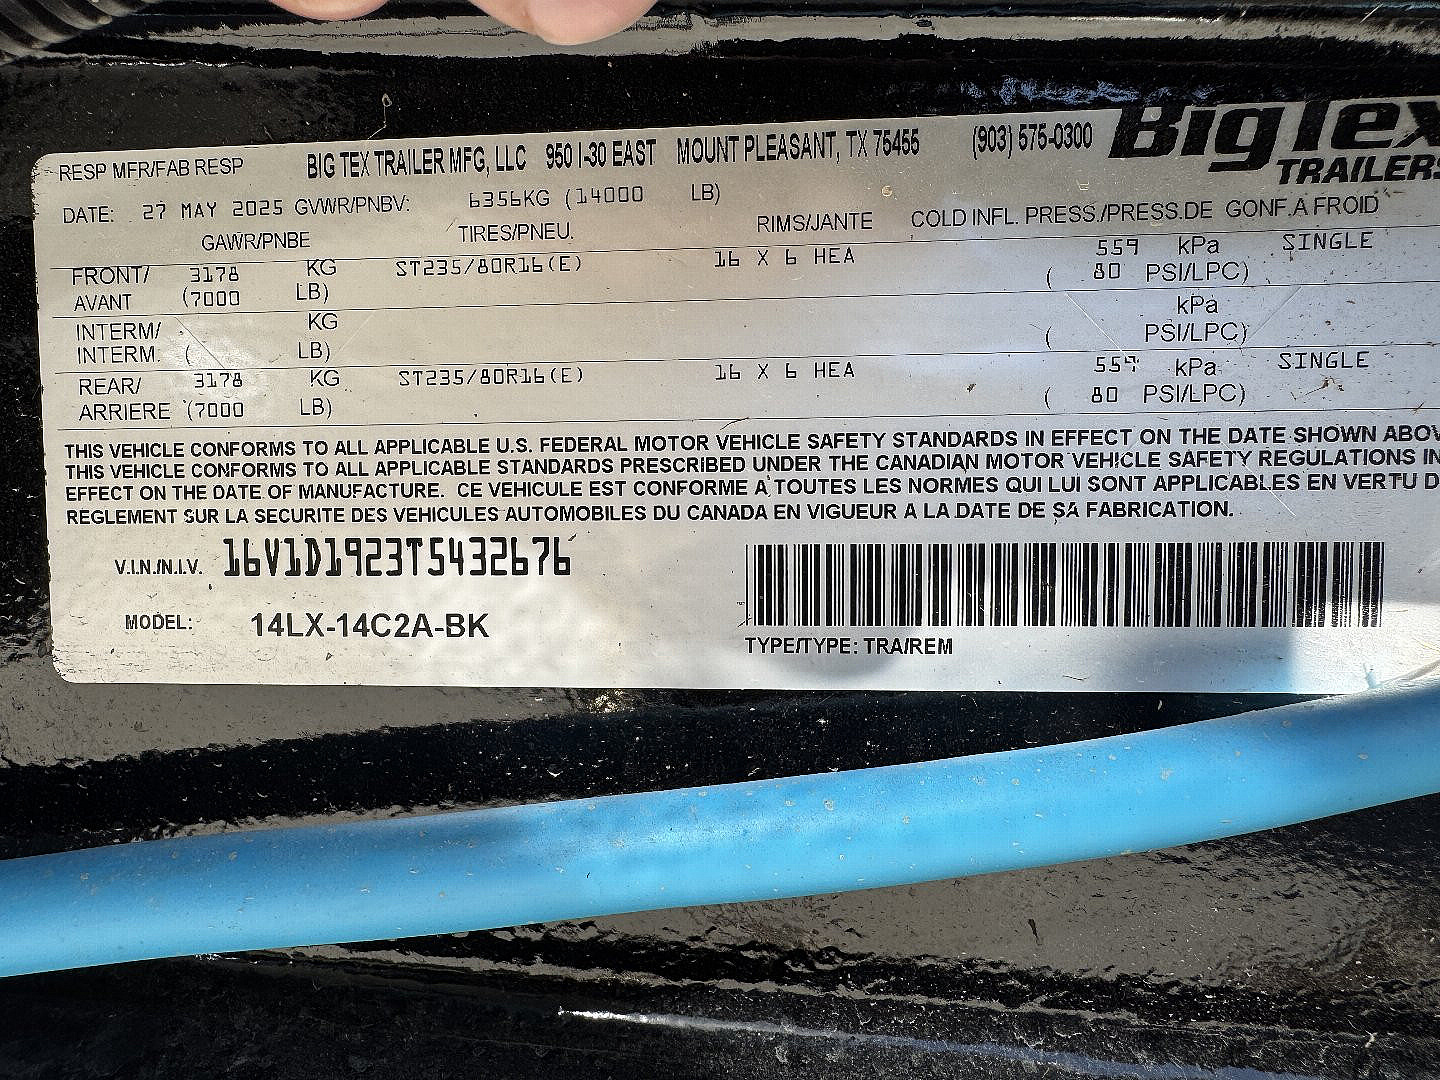 BigTex
TRAILERS
RESP MFR/FAB RESP BIG TEX TRAILER MFG, LLC 950 I-30 EAST MOUNT PLEASANT, TX 75455 (903) 575-0300
DATE: 27 MAY 2025 GVWR/PNBV: 6356KG (14000 LB)
GAWR/PNBE TIRES/PNEU. RIMS/JANTE COLD INFL. PRESS./PRESS.DE GONF.A FROID
FRONT/ 3178 KG ST235/80R16(E) 16 X 6 HEA 559 kPa SINGLE
AVANT (7000 LB) ( 80 PSI/LPC)
INTERM/ KG kPa
INTERM: ( LB) ( PSI/LPC)
REAR/ 3178 KG ST235/80R16(E) 16 X 6 HEA 559 kPa SINGLE
ARRIERE (7000 LB) ( 80 PSI/LPC)
THIS VEHICLE CONFORMS TO ALL APPLICABLE U.S. FEDERAL MOTOR VEHICLE SAFETY STANDARDS IN EFFECT ON THE DATE SHOWN ABOV
THIS VEHICLE CONFORMS TO ALL APPLICABLE STANDARDS PRESCRIBED UNDER THE CANADIAN MOTOR VEHICLE SAFETY REGULATIONS IN
EFFECT ON THE DATE OF MANUFACTURE. CE VEHICULE EST CONFORME A TOUTES LES NORMES QUI LUI SONT APPLICABLES EN VERTU D
REGLEMENT SUR LA SECURITE DES VEHICULES AUTOMOBILES DU CANADA EN VIGUEUR A LA DATE DE SA FABRICATION.
V.I.N./N.I.V. 16V1D1923T5432676
MODEL: 14LX-14C2A-BK
TYPE/TYPE: TRA/REM